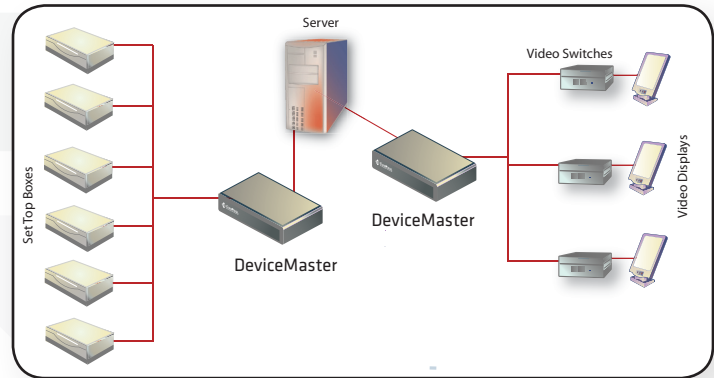 Server
Video Switches
Set Top Boxes
Video Displays
DeviceMaster
DeviceMaster